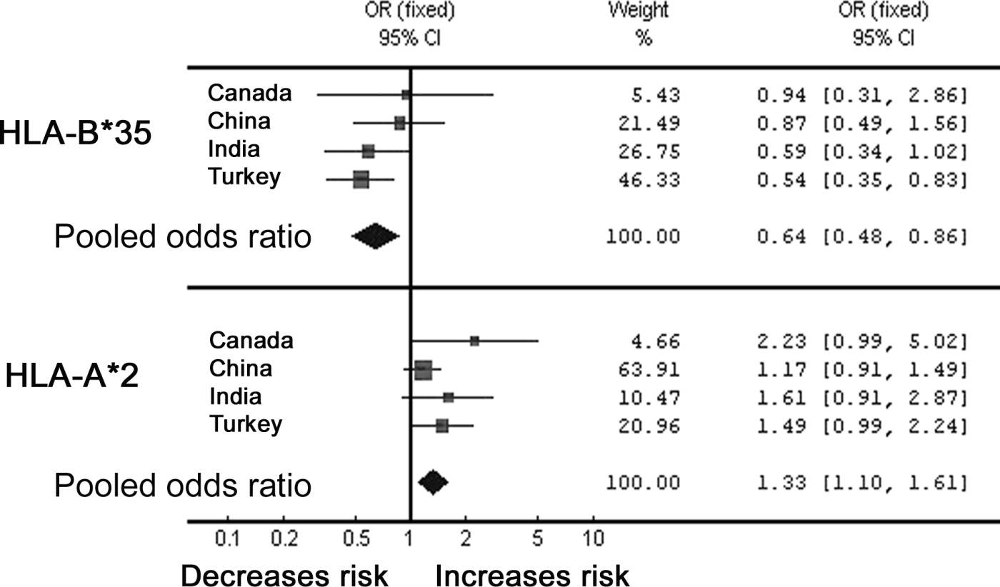 OR (fixed) Weight OR (fixed)
95% CI % 95% CI
HLA-B*35
Canada 5.43 0.94 [0.31, 2.86]
China 21.49 0.87 [0.49, 1.56]
India 26.75 0.59 [0.34, 1.02]
Turkey 46.33 0.54 [0.35, 0.83]
Pooled odds ratio 100.00 0.64 [0.48, 0.86]
HLA-A*2
Canada 4.66 2.23 [0.99, 5.02]
China 63.91 1.17 [0.91, 1.49]
India 10.47 1.61 [0.91, 2.87]
Turkey 20.96 1.49 [0.99, 2.24]
Pooled odds ratio 100.00 1.33 [1.10, 1.61]
0.1 0.2 0.5 1 2 5 10
Decreases risk Increases risk